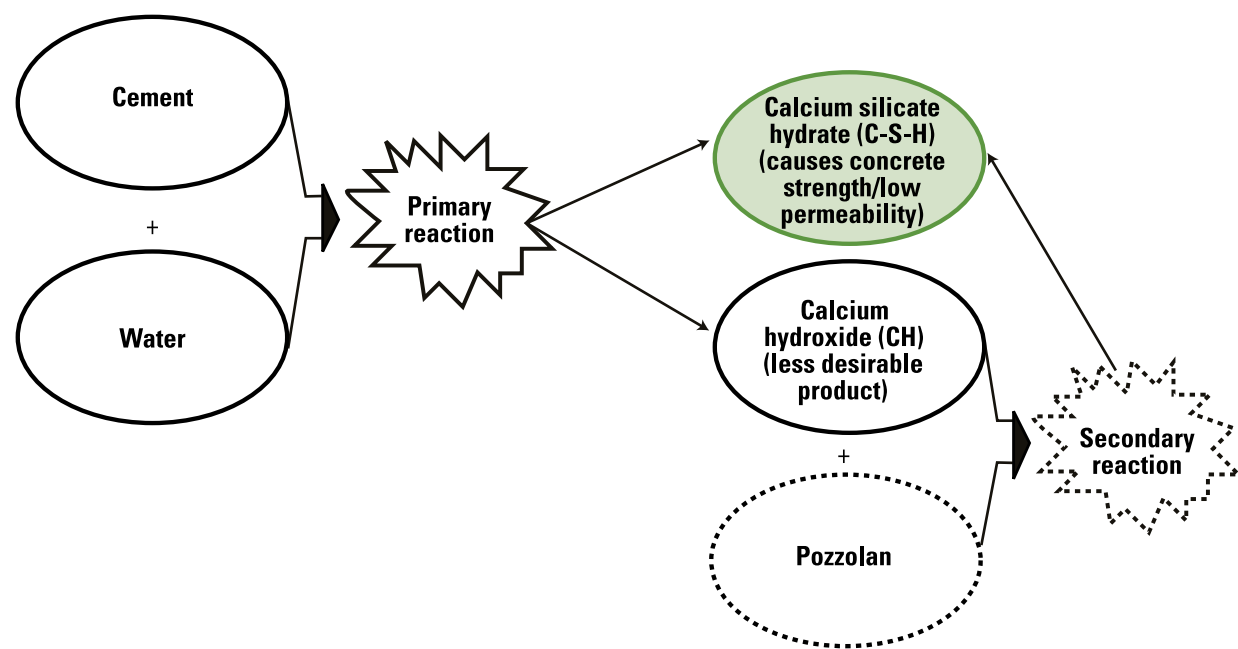 Cement
+
Water
Primary
reaction
Calcium silicate
hydrate (C-S-H)
(causes concrete
strength/low
permeability)
Calcium
hydroxide (CH)
(less desirable
product)
+
Pozzolan
Secondary
reaction